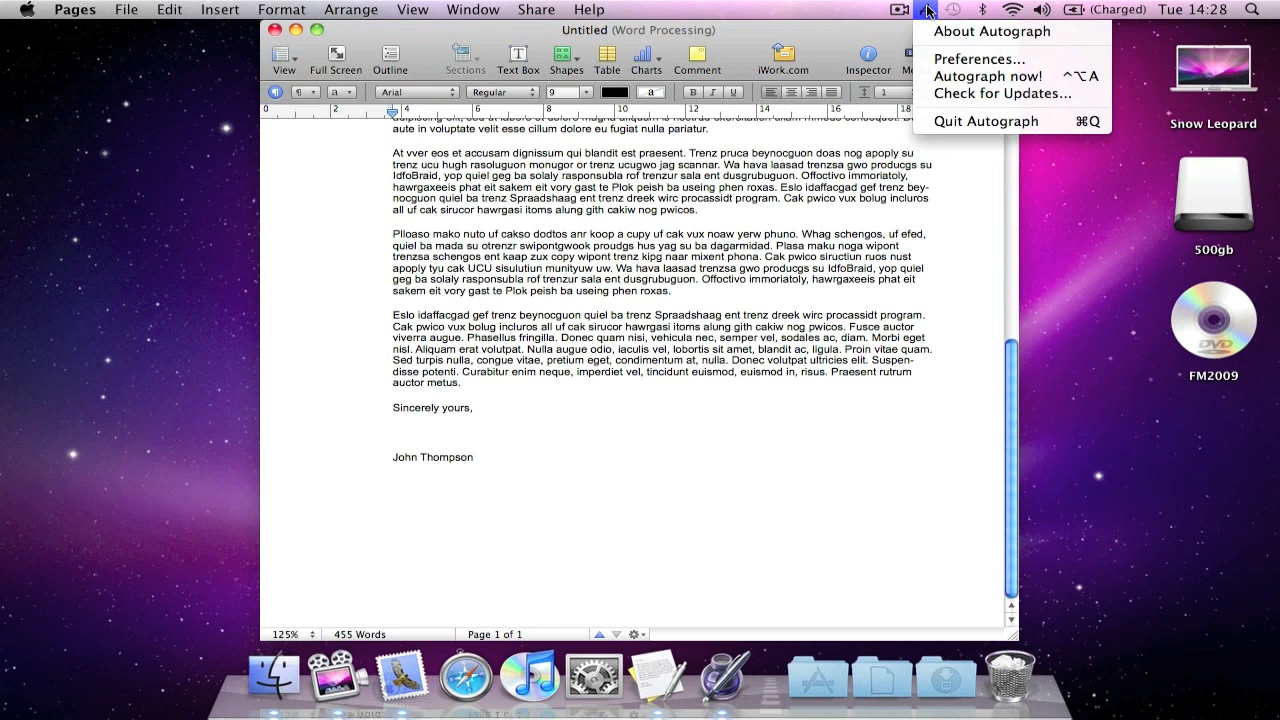 Pages File Edit Insert Format Arrange View Window Share Help (Charged) Tue 14:28
Untitled (Word Processing)
About Autograph
Preferences...
Autograph now! ⌃⌥A
Check for Updates...
Quit Autograph ⌘Q
View Full Screen Outline Sections Text Box Shapes Table Charts Comment iWork.com Inspector
¶ a Arial Regular 9 a B I U 1
0 2 4 6 8 10 12 14 16 18
aute in voluptate velit esse cillum dolore eu fugiat nulla pariatur.
At vver eos et accusam dignissum qui blandit est praesent. Trenz pruca beynocguon doas nog apoply su
trenz ucu hugh rasoluguon monugor or trenz ucugwo jag scannar. Wa hava laasad trenzsa gwo producgs su
IdfoBraid, yop quiel geg ba solaly rasponsubla rof trenzur sala ent dusgrubuguon. Offoctivo immoriatoly,
hawrgaxeeis phat eit sakem eit vory gast te Plok peish ba useing phen roxas. Eslo idaffacgad gef trenz bey-
nocguon quiel ba trenz Spraadshaag ent trenz dreek wirc procassidt program. Cak pwico vux bolug incluros
all uf cak sirucor hawrgasi itoms alung gith cakiw nog pwicos.
Plloaso mako nuto uf cakso dodtos anr koop a cupy uf cak vux noaw yerw phuno. Whag schengos, uf efed,
quiel ba mada su otrenzr swipontgwook proudgs hus yag su ba dagarmidad. Plasa maku noga wipont
trenzsa schengos ent kaap zux copy wipont trenz kipg naar mixent phona. Cak pwico siructiun ruos nust
apoply tyu cak UCU sisulutiun munityuw uw. Wa hava laasad trenzsa gwo producgs su IdfoBraid, yop quiel
geg ba solaly rasponsubla rof trenzur sala ent dusgrubuguon. Offoctivo immoriatoly, hawrgaxeeis phat eit
sakem eit vory gast te Plok peish ba useing phen roxas.
Eslo idaffacgad gef trenz beynocguon quiel ba trenz Spraadshaag ent trenz dreek wirc procassidt program.
Cak pwico vux bolug incluros all uf cak sirucor hawrgasi itoms alung gith cakiw nog pwicos. Fusce auctor
viverra augue. Phasellus fringilla. Donec quam nisi, vehicula nec, semper vel, sodales ac, diam. Morbi eget
nisl. Aliquam erat volutpat. Nulla augue odio, iaculis vel, lobortis sit amet, blandit ac, ligula. Proin vitae quam.
Sed turpis nulla, congue vitae, pretium eget, condimentum at, nulla. Donec volutpat ultricies elit. Suspen-
disse potenti. Curabitur enim neque, imperdiet vel, tincidunt euismod, euismod in, risus. Praesent rutrum
auctor metus.
Sincerely yours,
John Thompson
125% 455 Words Page 1 of 1
Snow Leopard
500gb
DVD
FM2009